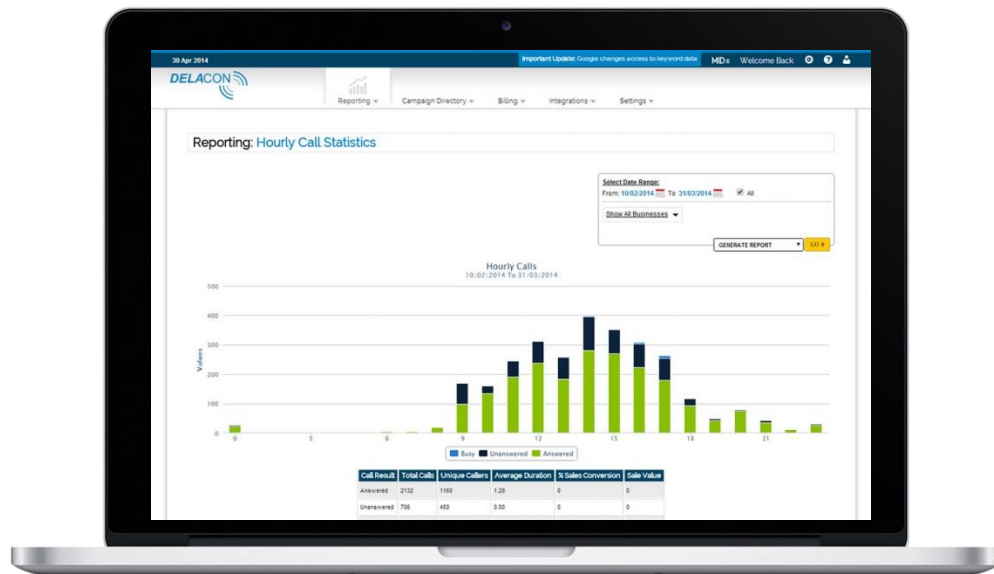 30 Apr 2014
Important Update: Google changes access to keyword data
Welcome Back
DELACON
Reporting
Campaign Directory
Billing
Integrations
Settings
Reporting: Hourly Call Statistics
Select Date Range:
From: 10/02/2014 To 31/03/2014 All
Show All Businesses
GENERATE REPORT GO
Hourly Calls
10/02/2014 To 31/03/2014
Values
500
400
300
200
100
0
0 3 6 9 12 15 18 21
Busy Unanswered Answered
Call Result Total Calls Unique Callers Average Duration % Sales Conversion Sale Value
Answered 2132 1160 1.28 0 0
Unanswered 786 450 0.00 0 0